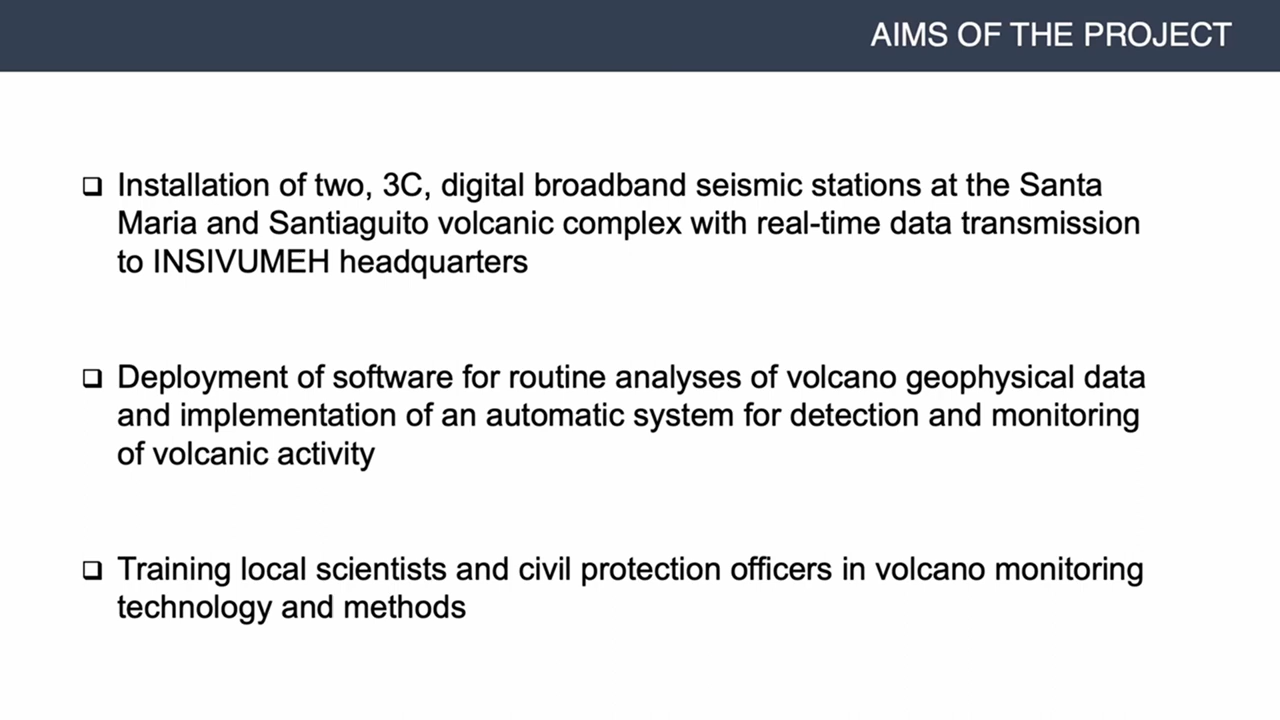 AIMS OF THE PROJECT
Installation of two, 3C, digital broadband seismic stations at the Santa
Maria and Santiaguito volcanic complex with real-time data transmission
to INSIVUMEH headquarters
Deployment of software for routine analyses of volcano geophysical data
and implementation of an automatic system for detection and monitoring
of volcanic activity
Training local scientists and civil protection officers in volcano monitoring
technology and methods